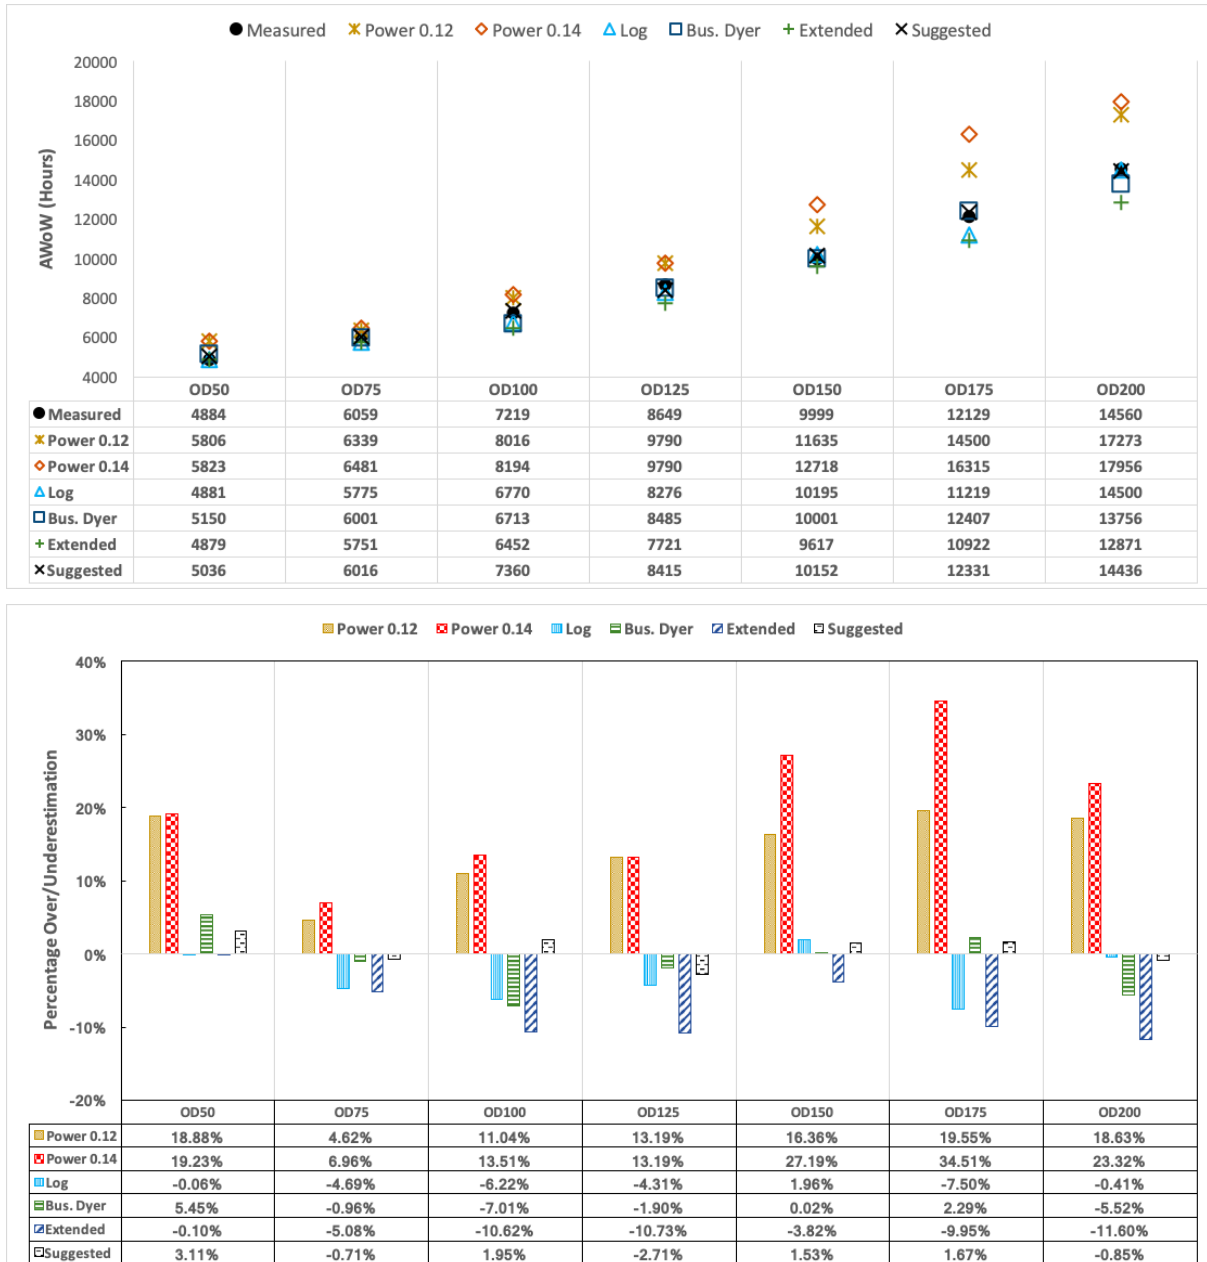 Measured Power 0.12 Power 0.14 Log Bus. Dyer Extended Suggested
AWoW (Hours)
20000
18000
16000
14000
12000
10000
8000
6000
4000
OD50 OD75 OD100 OD125 OD150 OD175 OD200
Measured 4884 6059 7219 8649 9999 12129 14560
Power 0.12 5806 6339 8016 9790 11635 14500 17273
Power 0.14 5823 6481 8194 9790 12718 16315 17956
Log 4881 5775 6770 8276 10195 11219 14500
Bus. Dyer 5150 6001 6713 8485 10001 12407 13756
Extended 4879 5751 6452 7721 9617 10922 12871
Suggested 5036 6016 7360 8415 10152 12331 14436
Power 0.12 Power 0.14 Log Bus. Dyer Extended Suggested
Percentage Over/Underestimation
40%
30%
20%
10%
0%
-10%
-20%
OD50 OD75 OD100 OD125 OD150 OD175 OD200
Power 0.12 18.88% 4.62% 11.04% 13.19% 16.36% 19.55% 18.63%
Power 0.14 19.23% 6.96% 13.51% 13.19% 27.19% 34.51% 23.32%
Log -0.06% -4.69% -6.22% -4.31% 1.96% -7.50% -0.41%
Bus. Dyer 5.45% -0.96% -7.01% -1.90% 0.02% 2.29% -5.52%
Extended -0.10% -5.08% -10.62% -10.73% -3.82% -9.95% -11.60%
Suggested 3.11% -0.71% 1.95% -2.71% 1.53% 1.67% -0.85%